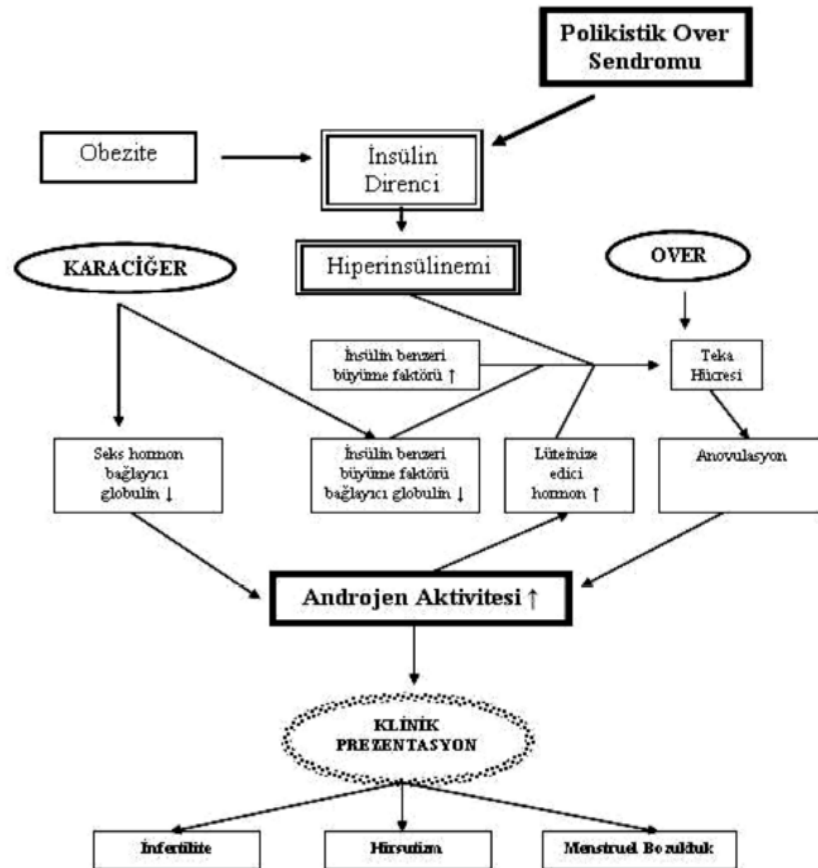 Polikistik Over
Sendromu
Obezite
İnsülin
Direnci
KARACİĞER
Hiperinsülinemi
OVER
İnsülin benzeri
büyüme faktörü ↑
Teka
Hücresi
Seks hormon
bağlayıcı
globulin ↓
İnsülin benzeri
büyüme faktörü
bağlayıcı globulin ↓
Lüteinize
edici
hormon ↑
Anovulasyon
Androjen Aktivitesi ↑
KLİNİK
PREZENTASYON
İnfertilite
Hirsutizm
Menstruel Bozukluk